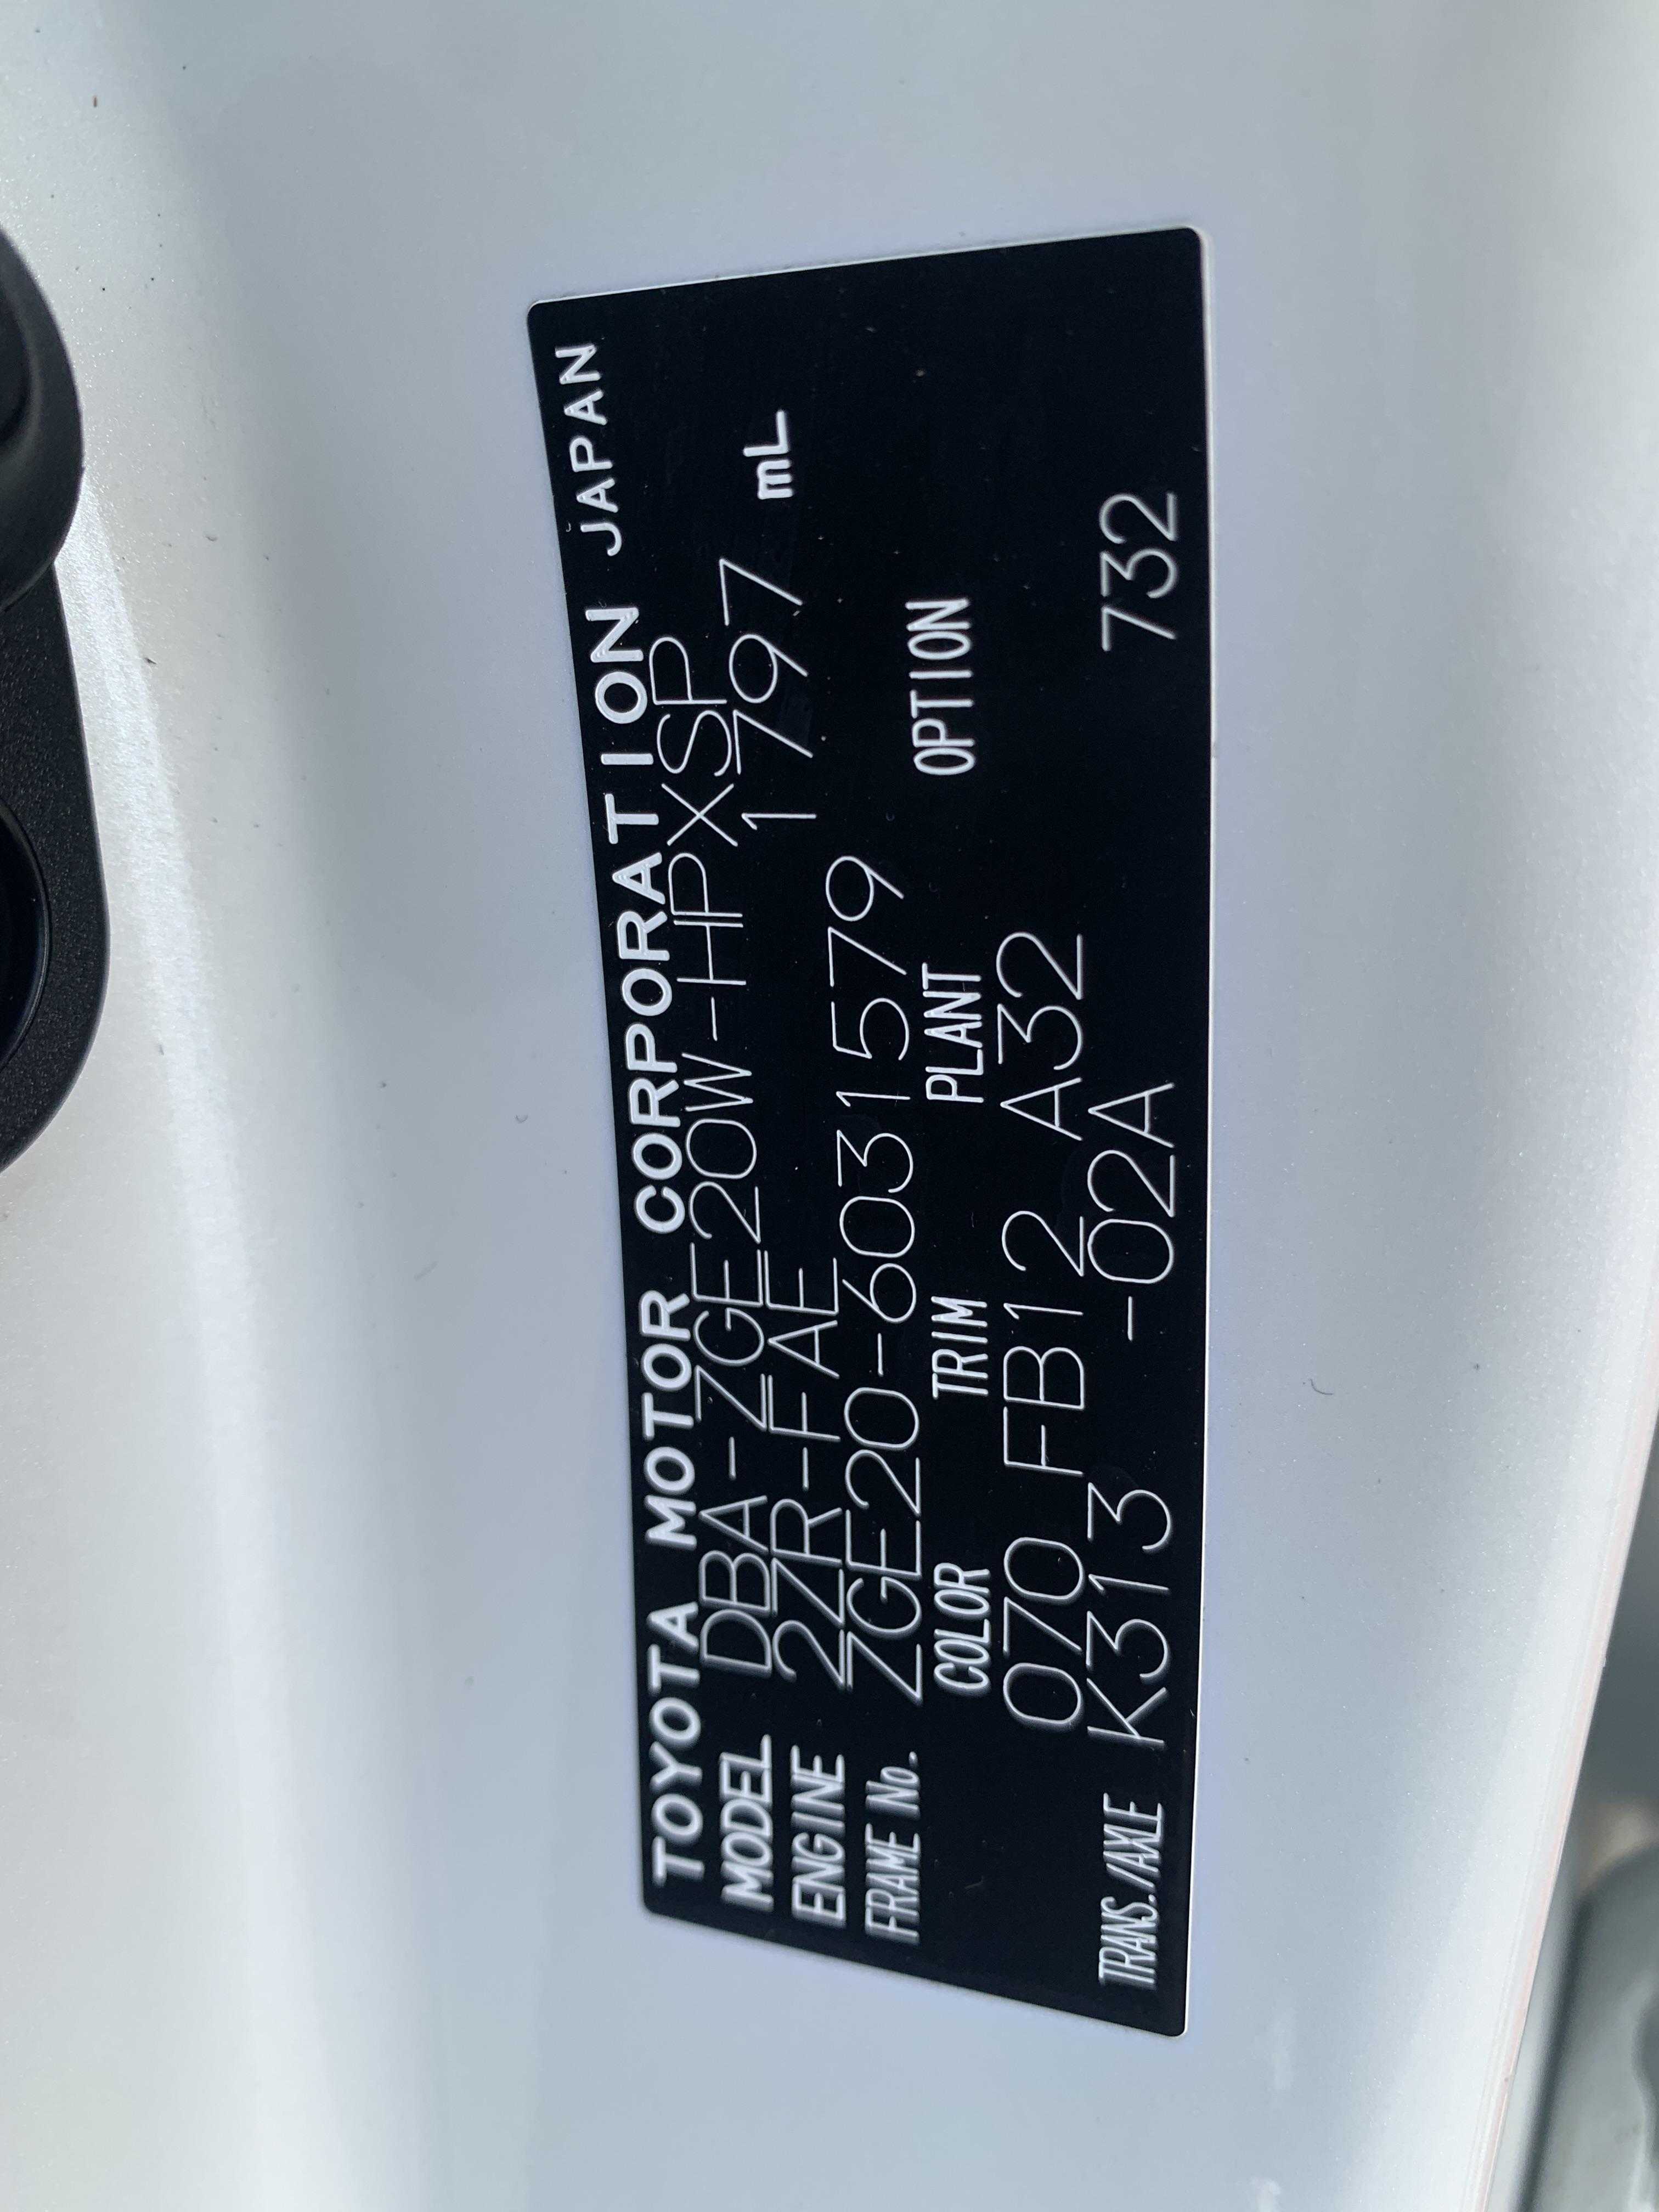 TOYOTA MOTOR CORPORATION JAPAN
MODEL DBA-ZGE20W-HPXSP
ENGINE 2ZR-FAE 1797 mL
FRAME No. ZGE20-6031579
COLOR TRIM PLANT OPTION
070 FB12 A32
TRANS./AXLE K313 -02A 732